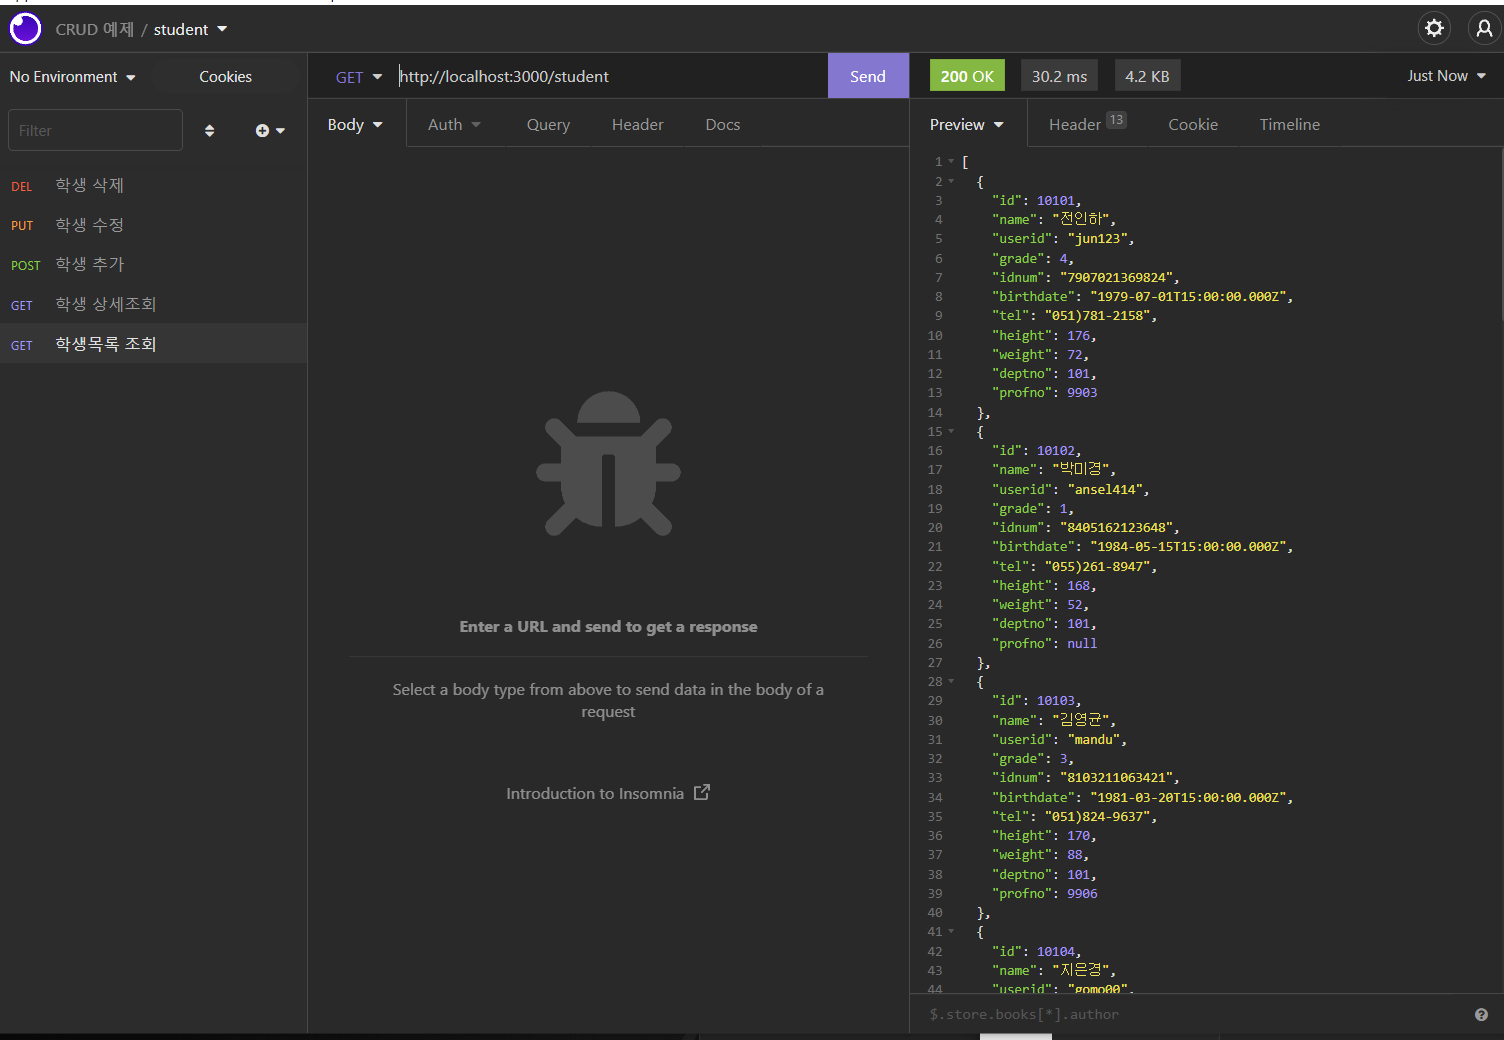 CRUD 예제 / student
No Environment
Cookies
Filter
DEL 학생 삭제
PUT 학생 수정
POST 학생 추가
GET 학생 상세조회
GET 학생목록 조회
GET http://localhost:3000/student Send
Body Auth Query Header Docs
Enter a URL and send to get a response
Select a body type from above to send data in the body of a
request
Introduction to Insomnia
200 OK 30.2 ms 4.2 KB Just Now
Preview Header 13 Cookie Timeline
1 [
2 {
3 "id": 10101,
4 "name": "전인하",
5 "userid": "jun123",
6 "grade": 4,
7 "idnum": "7907021369824",
8 "birthdate": "1979-07-01T15:00:00.000Z",
9 "tel": "051)781-2158",
10 "height": 176,
11 "weight": 72,
12 "deptno": 101,
13 "profno": 9903
14 },
15 {
16 "id": 10102,
17 "name": "박미경",
18 "userid": "ansel414",
19 "grade": 1,
20 "idnum": "8405162123648",
21 "birthdate": "1984-05-15T15:00:00.000Z",
22 "tel": "055)261-8947",
23 "height": 168,
24 "weight": 52,
25 "deptno": 101,
26 "profno": null
27 },
28 {
29 "id": 10103,
30 "name": "김영균",
31 "userid": "mandu",
32 "grade": 3,
33 "idnum": "8103211063421",
34 "birthdate": "1981-03-20T15:00:00.000Z",
35 "tel": "051)824-9637",
36 "height": 170,
37 "weight": 88,
38 "deptno": 101,
39 "profno": 9906
40 },
41 {
42 "id": 10104,
43 "name": "지은경",
44 "userid": "gomo00",
$.store.books[*].author